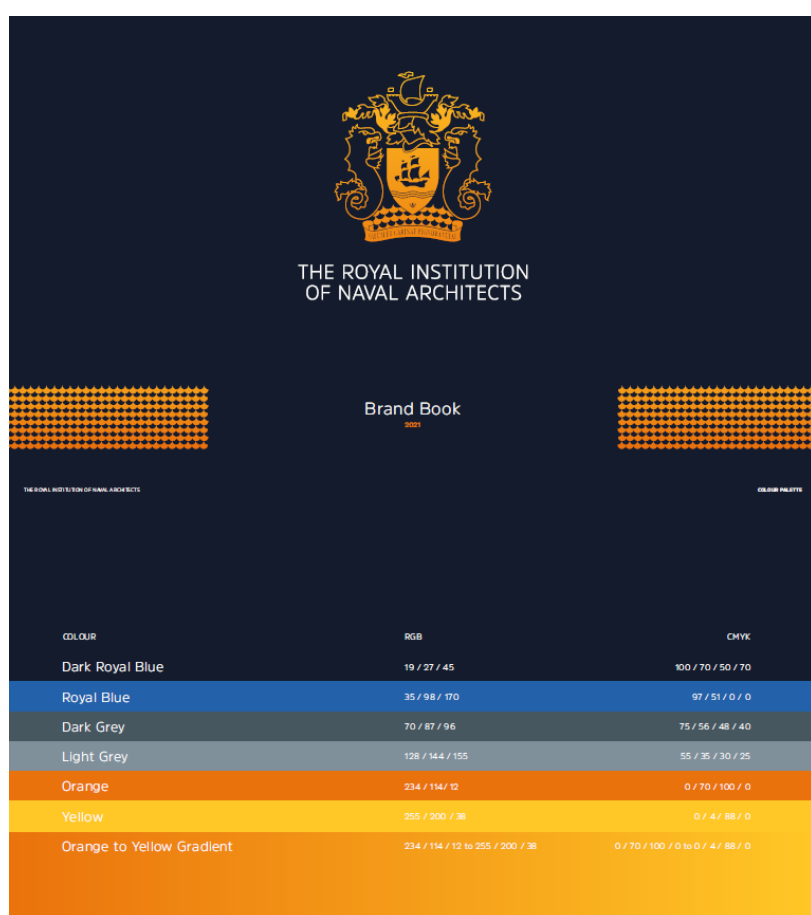 THE ROYAL INSTITUTION
OF NAVAL ARCHITECTS
Brand Book
2021
THE ROYAL INSTITUTION OF NAVAL ARCHITECTS
COLOUR PALETTE
COLOUR RGB CMYK
Dark Royal Blue 19 / 27 / 45 100 / 70 / 50 / 70
Royal Blue 35 / 98 / 170 97 / 51 / 0 / 0
Dark Grey 70 / 87 / 96 75 / 56 / 48 / 40
Light Grey 128 / 144 / 155 55 / 35 / 30 / 25
Orange 234 / 114/ 12 0 / 70 / 100 / 0
Yellow 255 / 200 / 38 0 / 4 / 88 / 0
Orange to Yellow Gradient 234 / 114 / 12 to 255 / 200 / 38 0 / 70 / 100 / 0 to 0 / 4 / 88 / 0